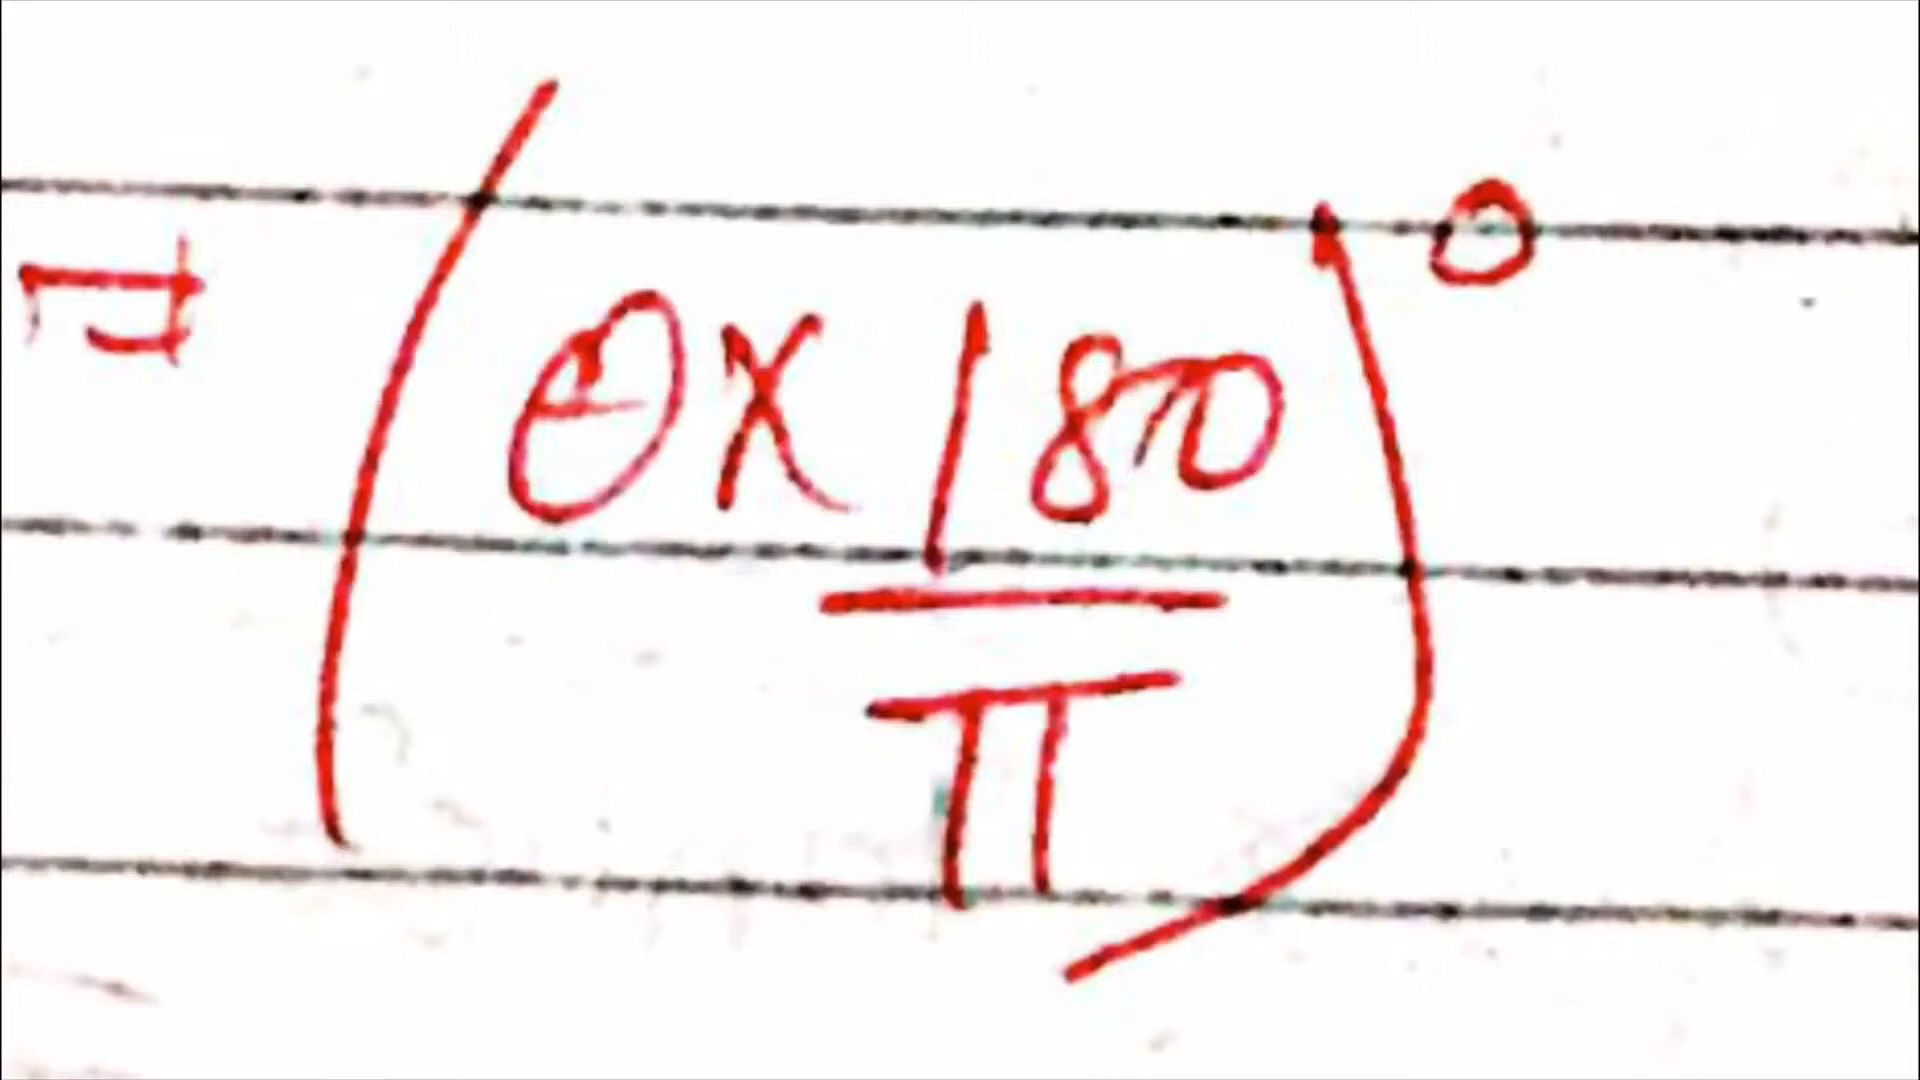 = (θ × 180
π)°